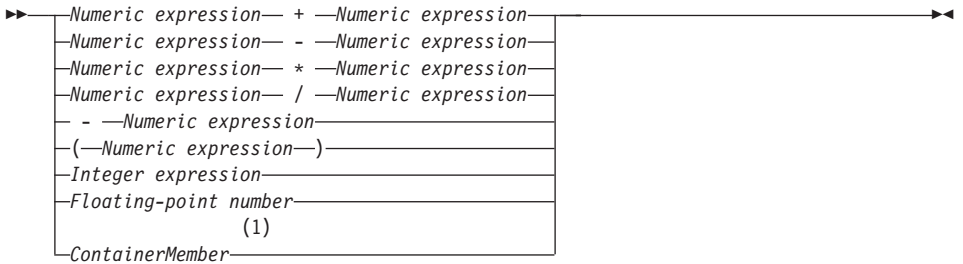 Numeric expression + Numeric expression
Numeric expression - Numeric expression
Numeric expression * Numeric expression
Numeric expression / Numeric expression
- Numeric expression
( Numeric expression )
Integer expression
Floating-point number
(1)
ContainerMember